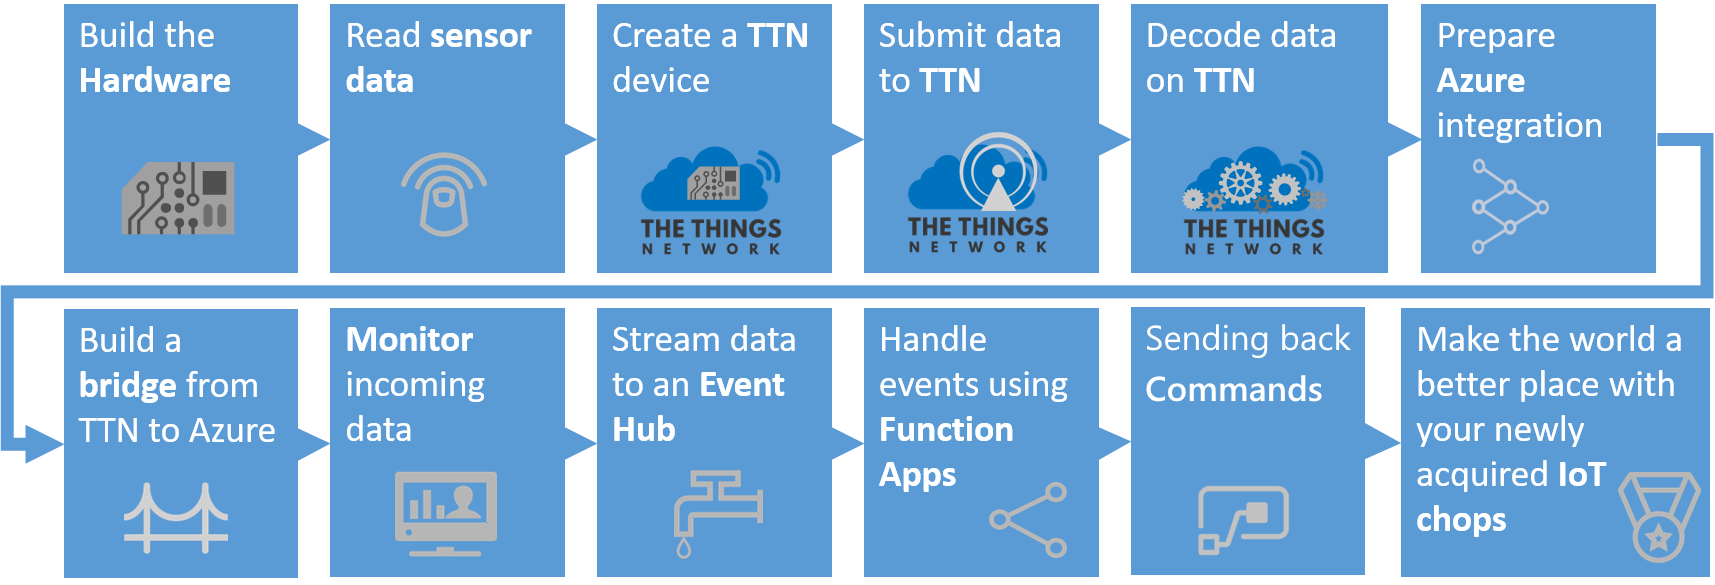 Build the
Hardware
Read sensor
data
Create a TTN
device
THE THINGS
NETWORK
Submit data
to TTN
THE THINGS
NETWORK
Decode data
on TTN
THE THINGS
NETWORK
Prepare
Azure
integration
Build a
bridge from
TTN to Azure
Monitor
incoming
data
Stream data
to an Event
Hub
Handle
events using
Function
Apps
Sending back
Commands
Make the world a
better place with
your newly
acquired IoT
chops